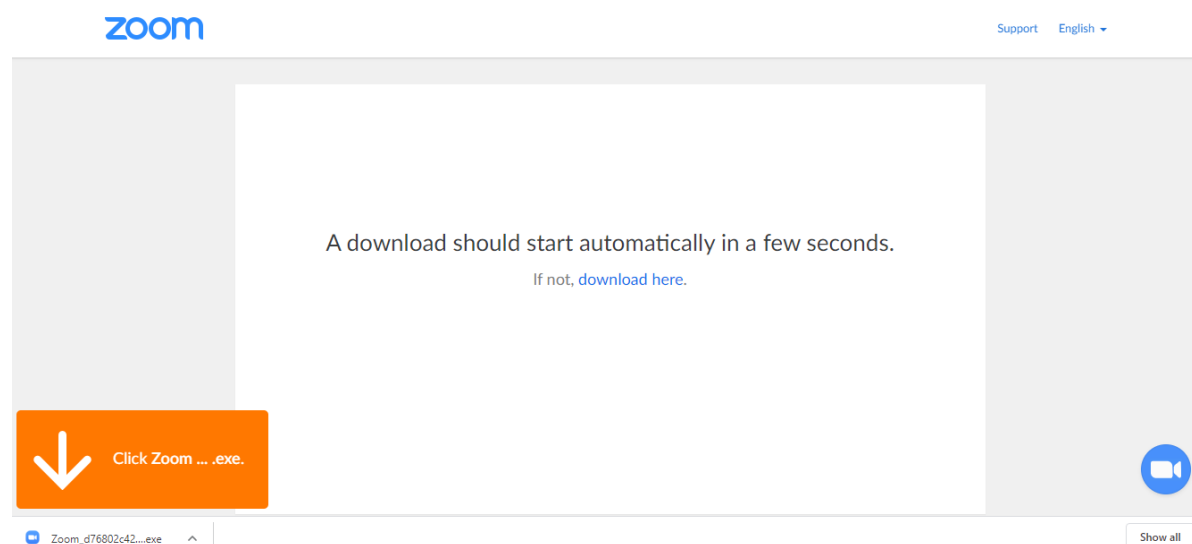 zoom
Support English
A download should start automatically in a few seconds.
If not, download here.
Click Zoom ... .exe.
Zoom_d76802c42....exe
Show all